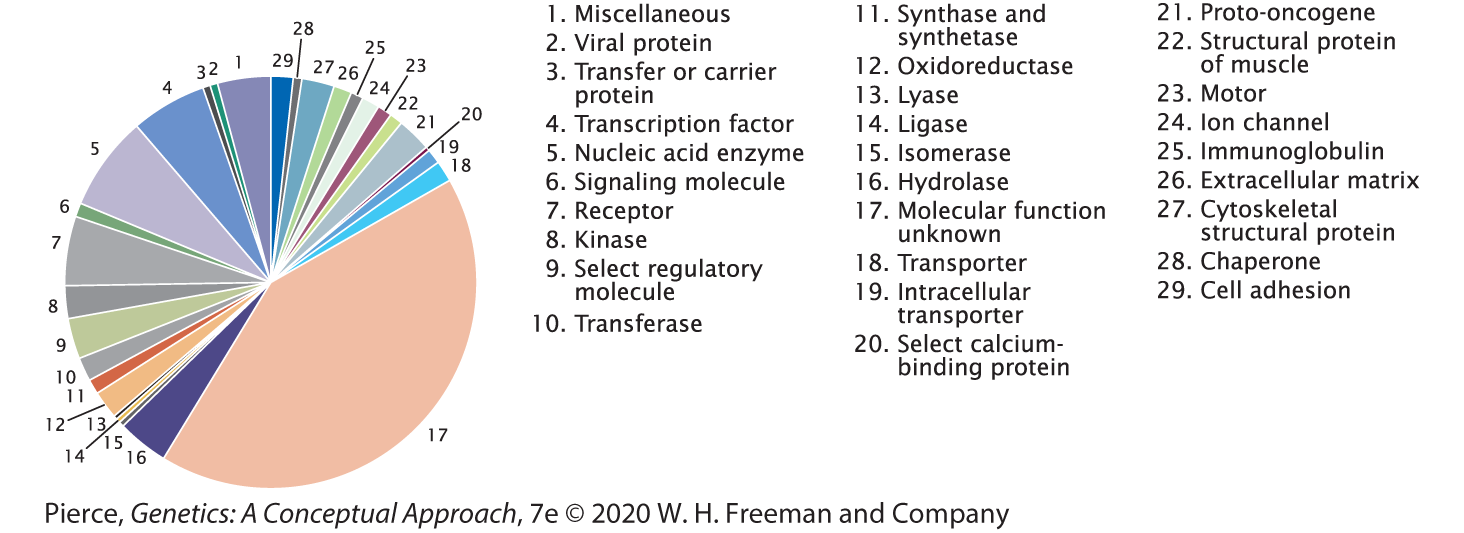 28
25
23
20
29
27
26
24
22
21
19
18
1
2
3
4
5
6
7
8
9
10
11
12
13
14
15
16
17
1. Miscellaneous
2. Viral protein
3. Transfer or carrier
protein
4. Transcription factor
5. Nucleic acid enzyme
6. Signaling molecule
7. Receptor
8. Kinase
9. Select regulatory
molecule
10. Transferase
11. Synthase and
synthetase
12. Oxidoreductase
13. Lyase
14. Ligase
15. Isomerase
16. Hydrolase
17. Molecular function
unknown
18. Transporter
19. Intracellular
transporter
20. Select calcium-
binding protein
21. Proto-oncogene
22. Structural protein
of muscle
23. Motor
24. Ion channel
25. Immunoglobulin
26. Extracellular matrix
27. Cytoskeletal
structural protein
28. Chaperone
29. Cell adhesion
Pierce, Genetics: A Conceptual Approach, 7e © 2020 W. H. Freeman and Company